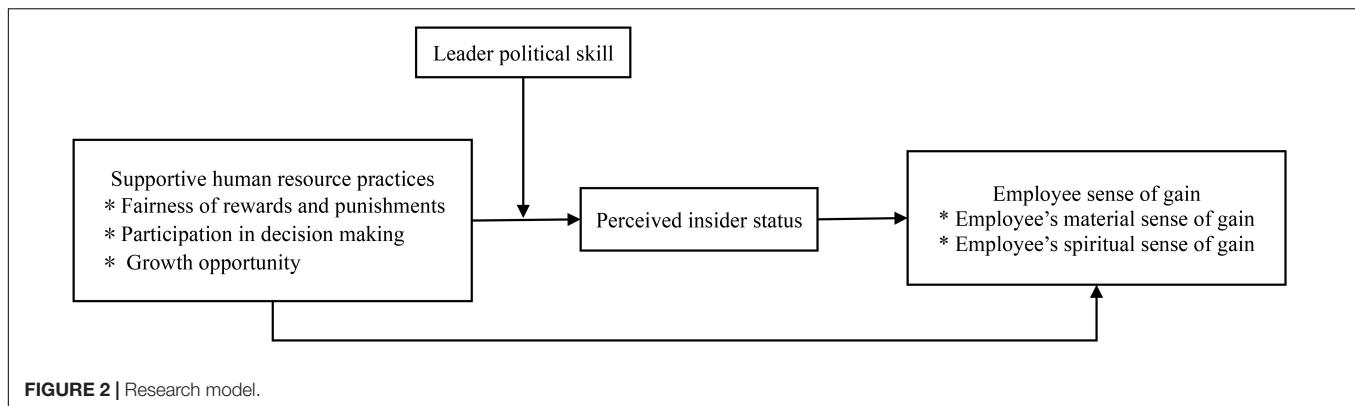 Leader political skill
Supportive human resource practices
* Fairness of rewards and punishments
* Participation in decision making
* Growth opportunity
Perceived insider status
Employee sense of gain
* Employee's material sense of gain
* Employee's spiritual sense of gain
FIGURE 2 | Research model.